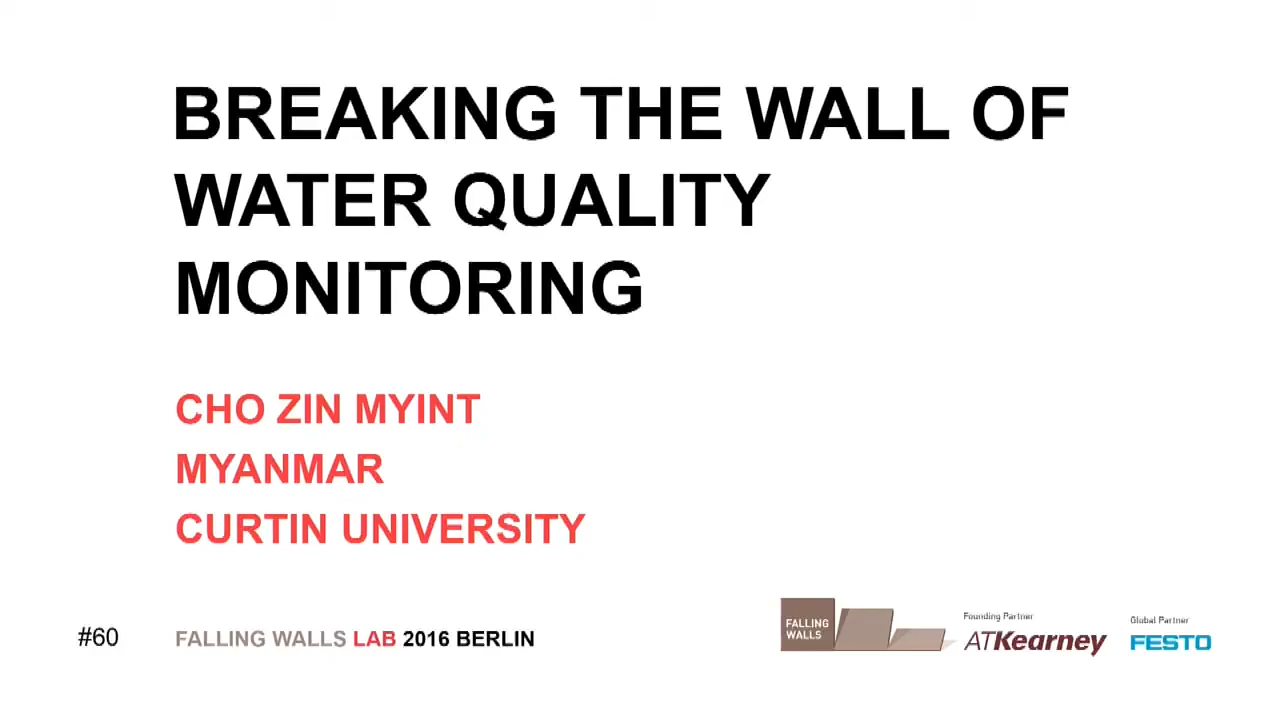 BREAKING THE WALL OF
WATER QUALITY
MONITORING
CHO ZIN MYINT
MYANMAR
CURTIN UNIVERSITY
#60
FALLING WALLS LAB 2016 BERLIN
FALLING
WALLS
Founding Partner
ATKearney
Global Partner
FESTO